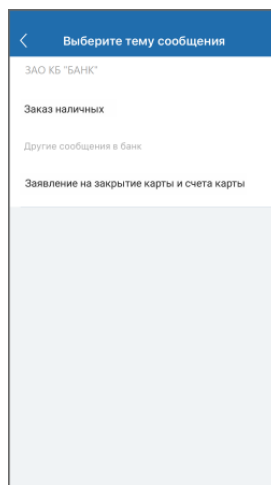 Выберите тему сообщения
ЗАО КБ "БАНК"
Заказ наличных
Другие сообщения в банк
Заявление на закрытие карты и счета карты